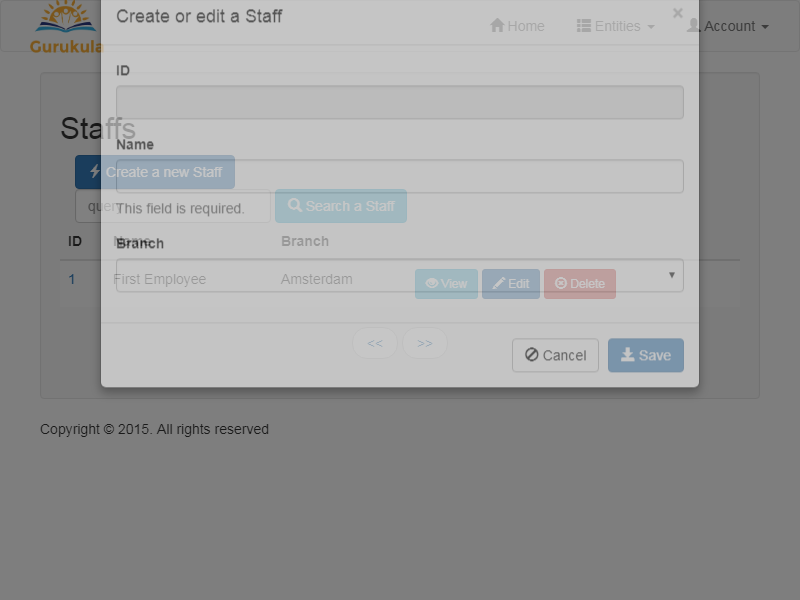 Create or edit a Staff
×
Gurukula
Home
Entities
Account
ID
Staffs
Name
Create a new Staff
This field is required.
query
Search a Staff
ID
Name
Branch
Branch
1
First Employee
Amsterdam
View
Edit
Delete
<<
>>
Cancel
Save
Copyright © 2015. All rights reserved